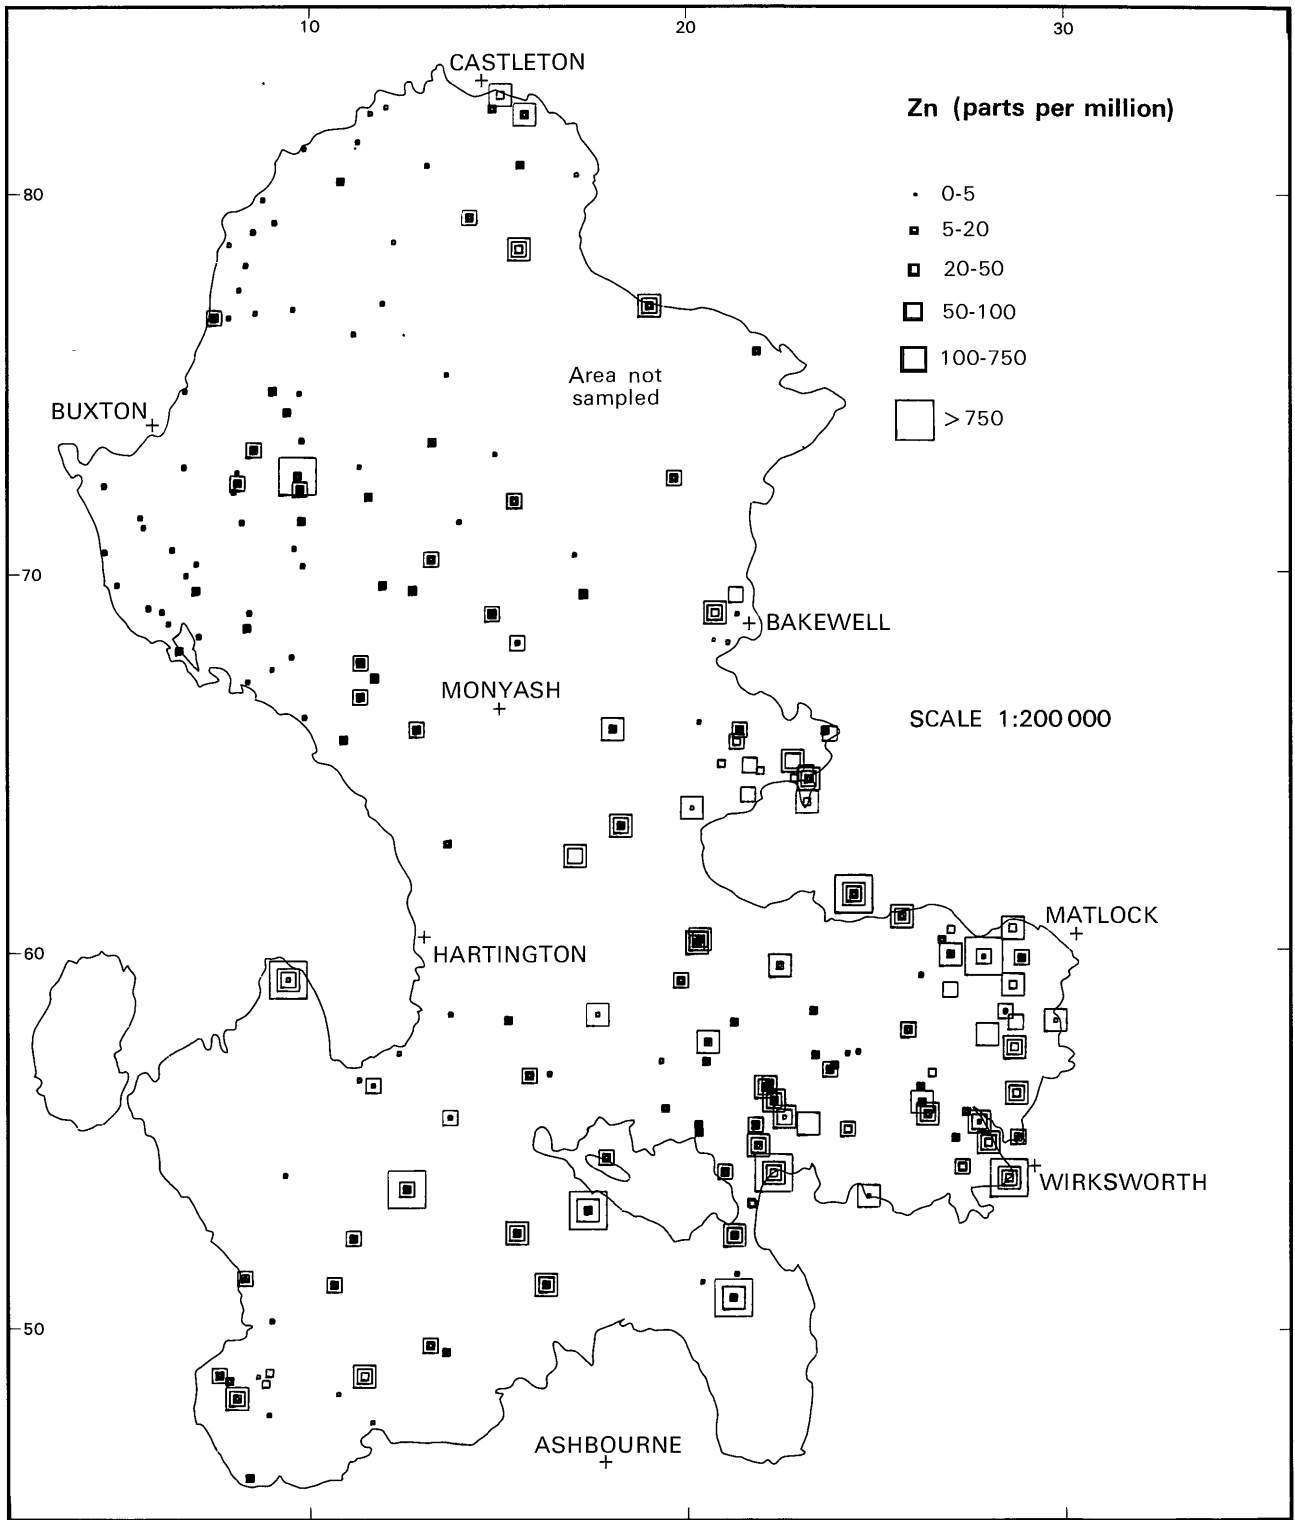 10 20 30
CASTLETON
Zn (parts per million)
0-5
80
5-20
20-50
50-100
100-750
Area not
sampled
BUXTON
>750
70
BAKEWELL
MONYASH
SCALE 1:200 000
MATLOCK
60
HARTINGTON
WIRKSWORTH
50
ASHBOURNE